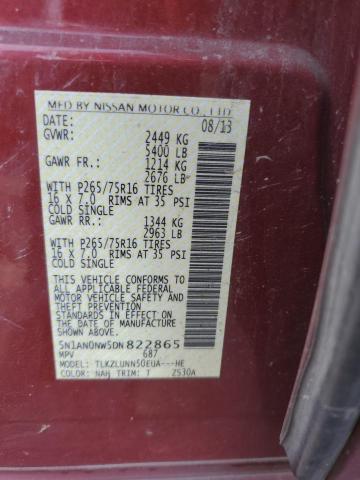 MFD BY NISSAN MOTOR CO., LTD.
DATE: 08/13
GVWR: 2449 KG
5400 LB
GAWR FR.: 1214 KG
2676 LB
WITH P265/75R16 TIRES
16 X 7.0 RIMS AT 35 PSI
COLD SINGLE
GAWR RR.: 1344 KG
2963 LB
WITH P265/75R16 TIRES
16 X 7.0 RIMS AT 35 PSI
COLD SINGLE
THIS VEHICLE CONFORMS TO
ALL APPLICABLE FEDERAL
MOTOR VEHICLE SAFETY
STANDARDS IN EFFECT ON
THE DATE OF MANUFACTURE
SHOWN ABOVE.
5N1AN0NW5DN822865
MPV 687
MODEL: TLKZLUNN50EUA---HE
COLOR: NAH TRIM: T Z530A